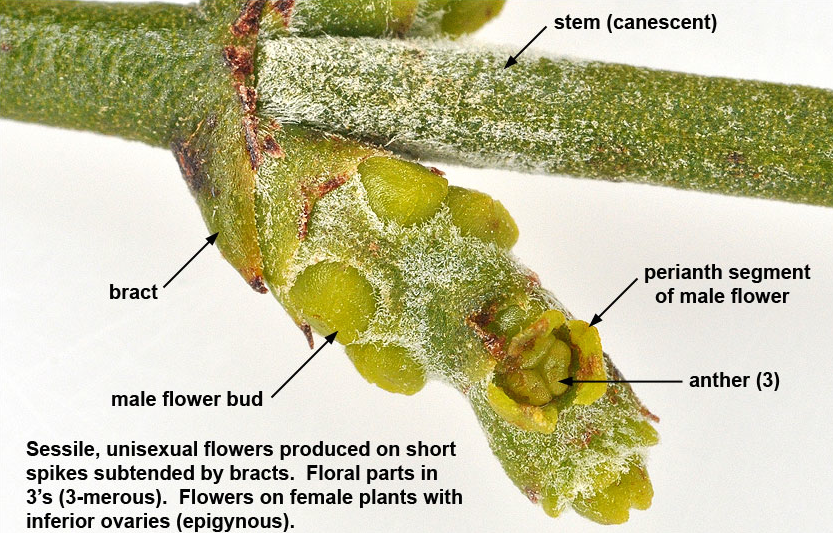 stem (canescent)
bract
perianth segment
of male flower
anther (3)
male flower bud
Sessile, unisexual flowers produced on short
spikes subtended by bracts.  Floral parts in
3's (3-merous).  Flowers on female plants with
inferior ovaries (epigynous).